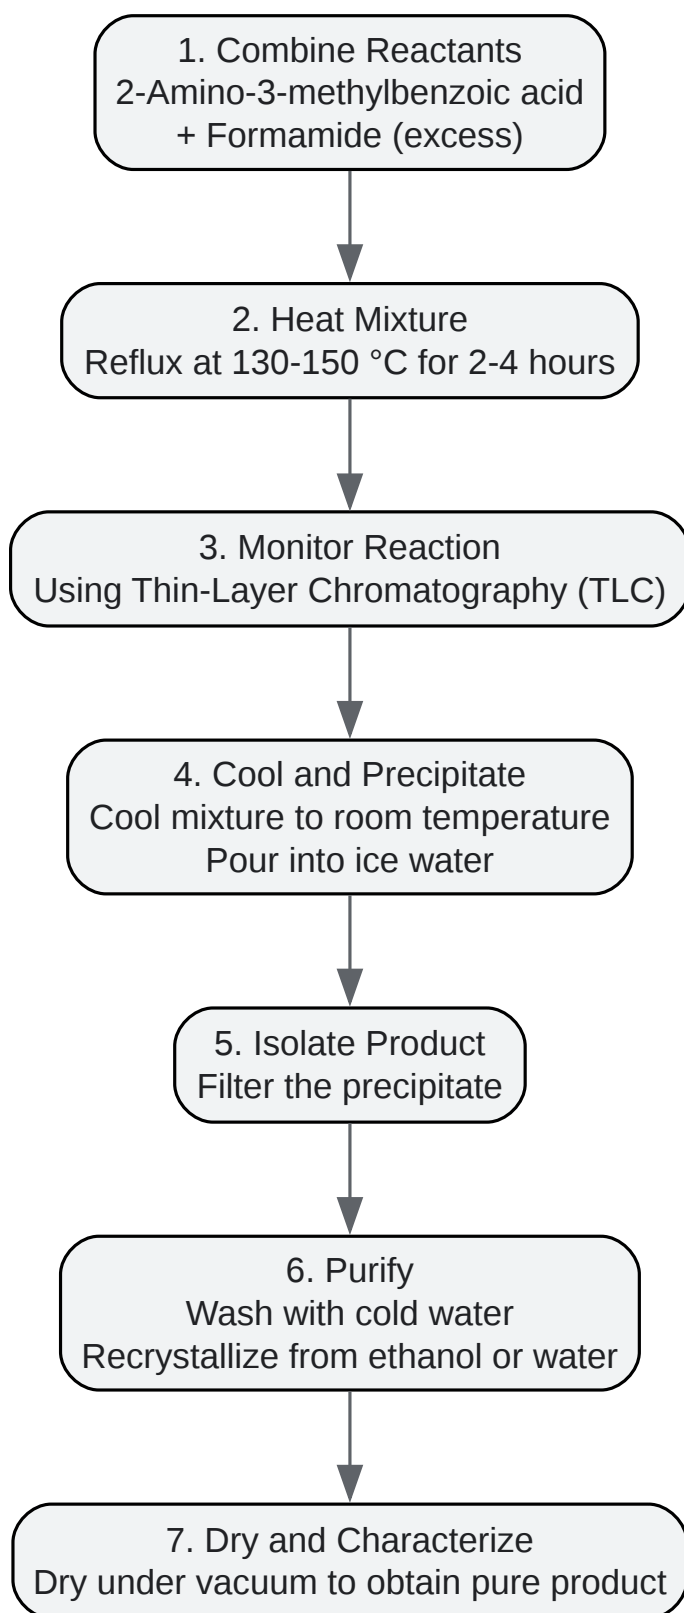 1. Combine Reactants
2-Amino-3-methylbenzoic acid
+ Formamide (excess)
2. Heat Mixture
Reflux at 130-150 °C for 2-4 hours
3. Monitor Reaction
Using Thin-Layer Chromatography (TLC)
4. Cool and Precipitate
Cool mixture to room temperature
Pour into ice water
5. Isolate Product
Filter the precipitate
6. Purify
Wash with cold water
Recrystallize from ethanol or water
7. Dry and Characterize
Dry under vacuum to obtain pure product